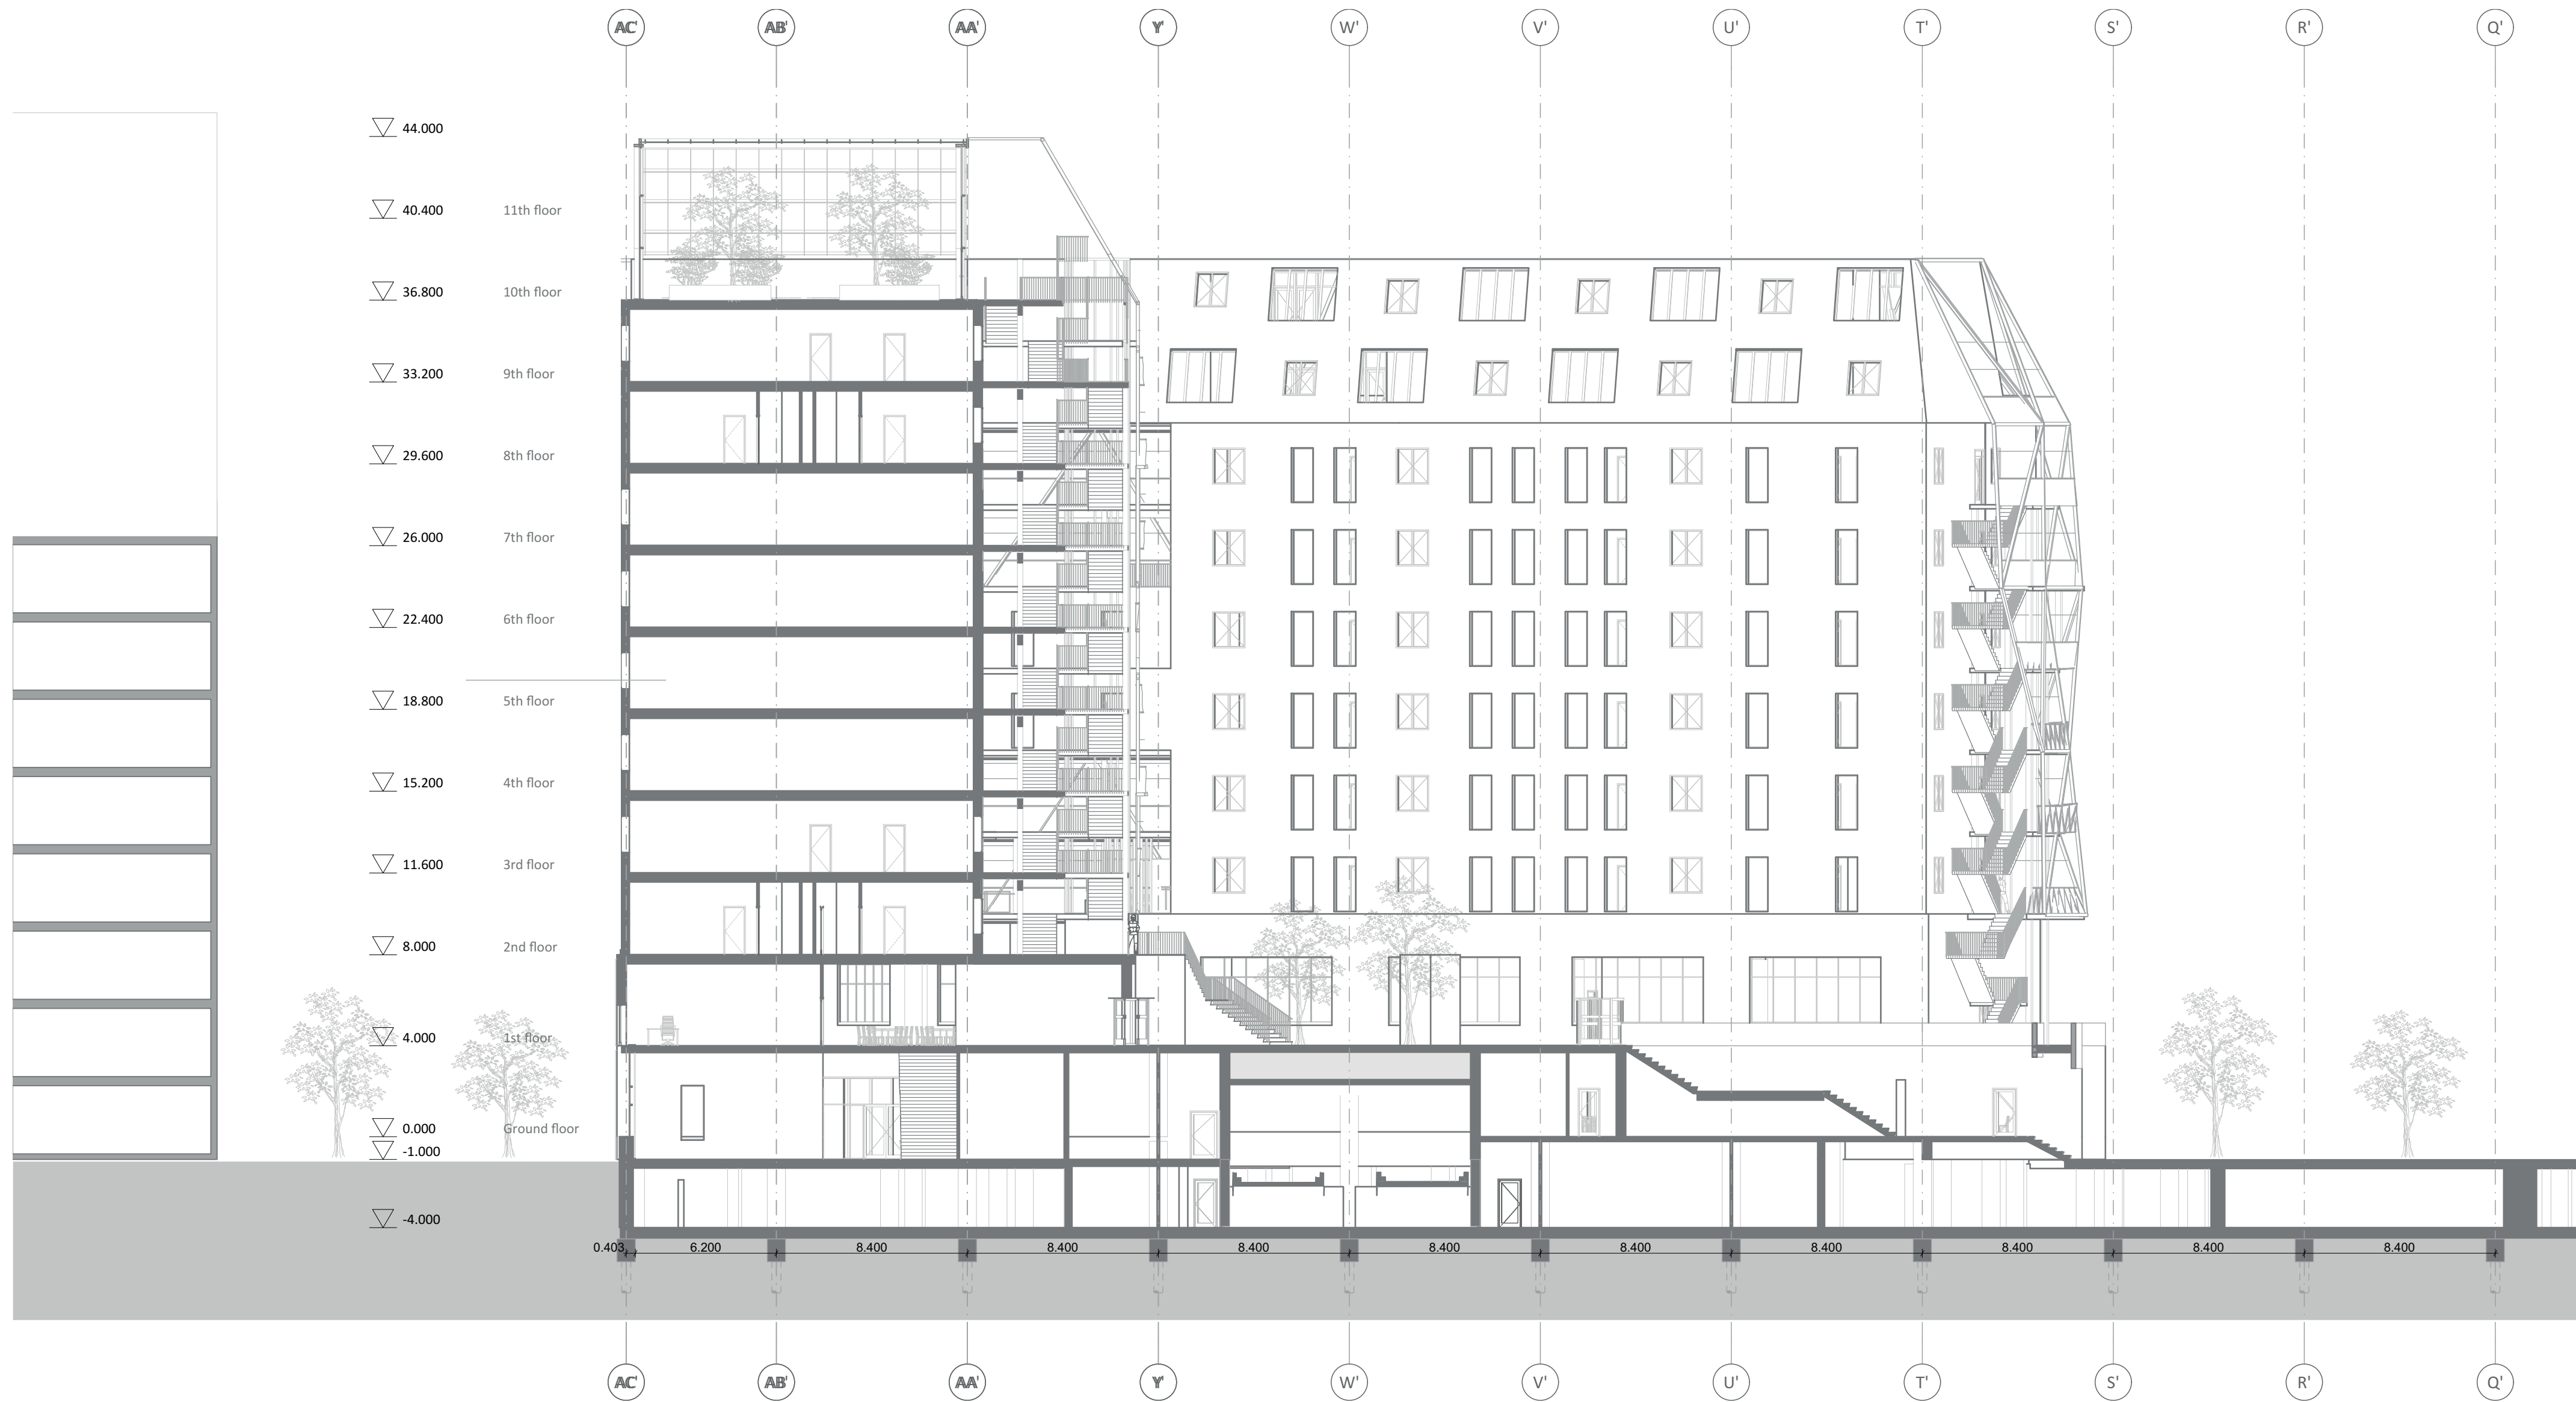 AC' AB' AA' Y' W' V' U' T' S' R' Q'
44.000
40.400 11th floor
36.800 10th floor
33.200 9th floor
29.600 8th floor
26.000 7th floor
22.400 6th floor
18.800 5th floor
15.200 4th floor
11.600 3rd floor
8.000 2nd floor
4.000 1st floor
0.000 Ground floor
-1.000
-4.000
0.403 6.200 8.400 8.400 8.400 8.400 8.400 8.400 8.400 8.400 8.400
AC' AB' AA' Y' W' V' U' T' S' R' Q'